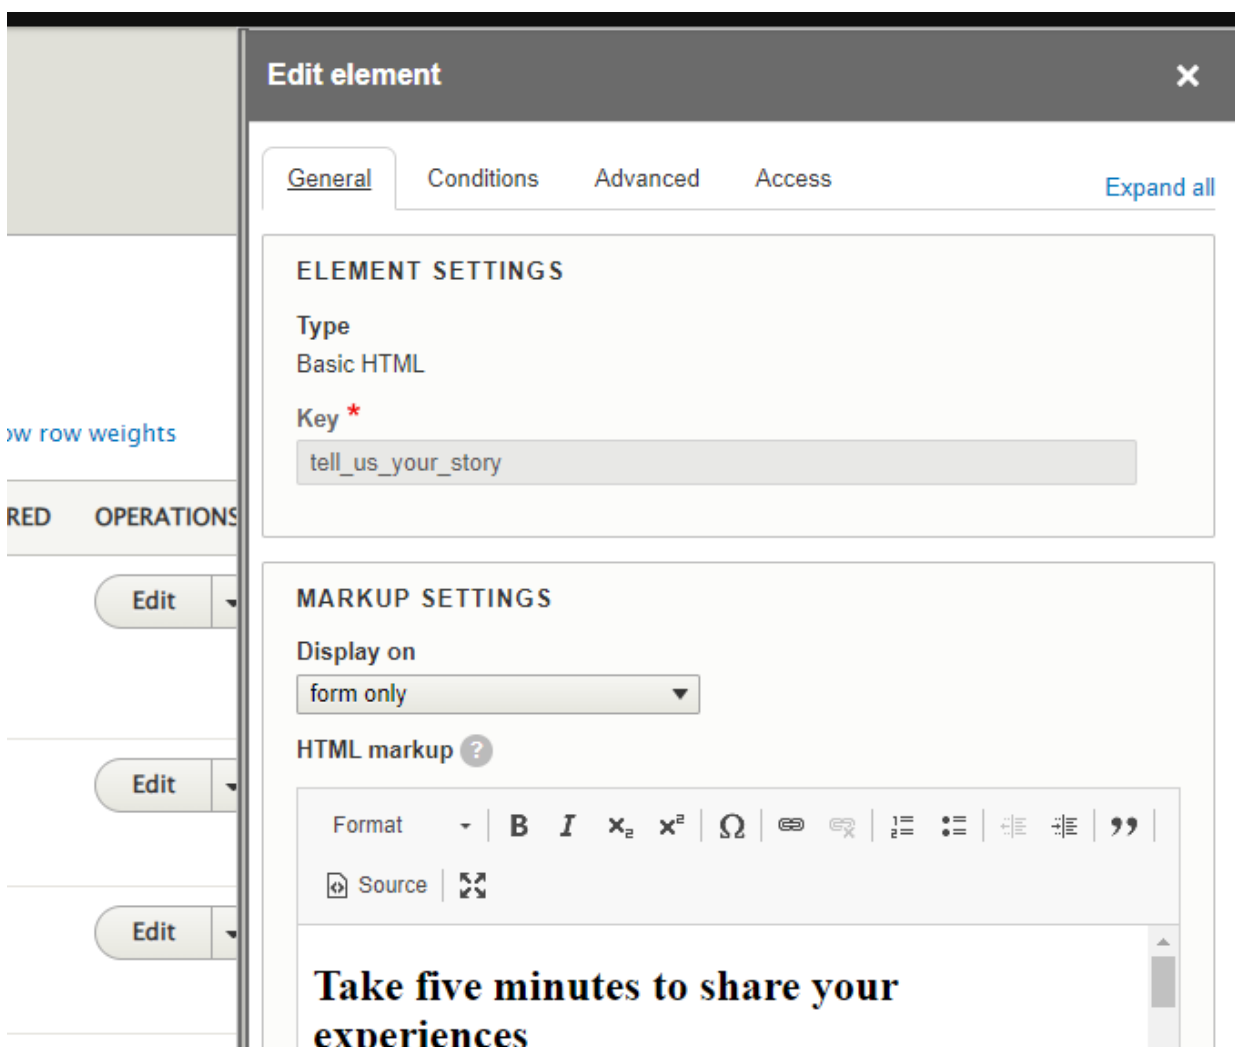 Edit element
General Conditions Advanced Access Expand all
ELEMENT SETTINGS
Type
Basic HTML
Key *
tell_us_your_story
row weights
OPERATIONS
Edit
Edit
Edit
MARKUP SETTINGS
Display on
form only
HTML markup ?
Format B I x₂ x² Ω
Source
Take five minutes to share your
experiences